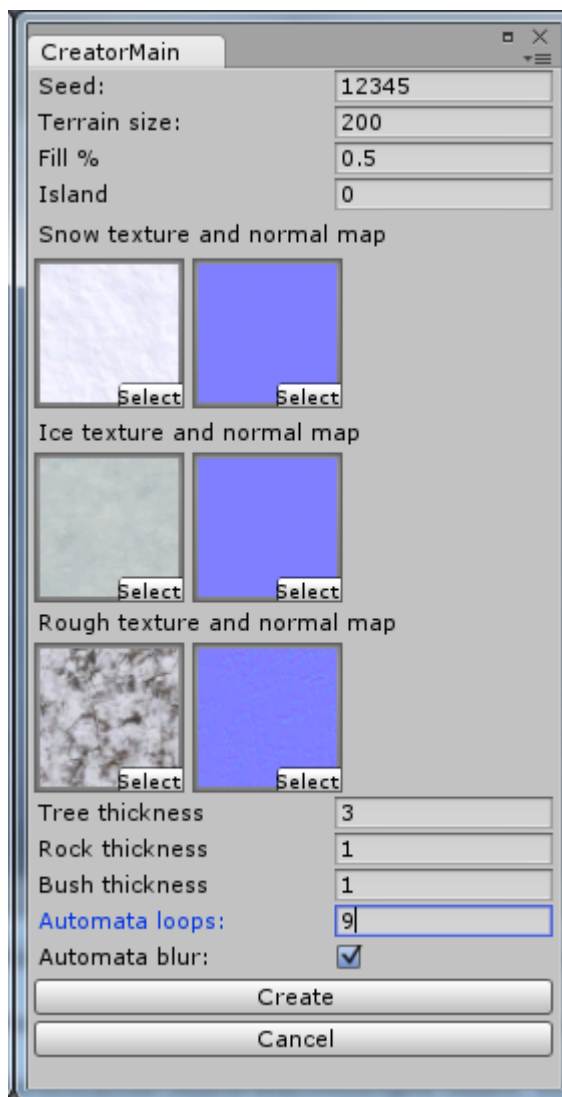 CreatorMain
Seed: 12345
Terrain size: 200
Fill % 0.5
Island 0
Snow texture and normal map
Select Select
Ice texture and normal map
Select Select
Rough texture and normal map
Select Select
Tree thickness 3
Rock thickness 1
Bush thickness 1
Automata loops: 9
Automata blur:
Create
Cancel